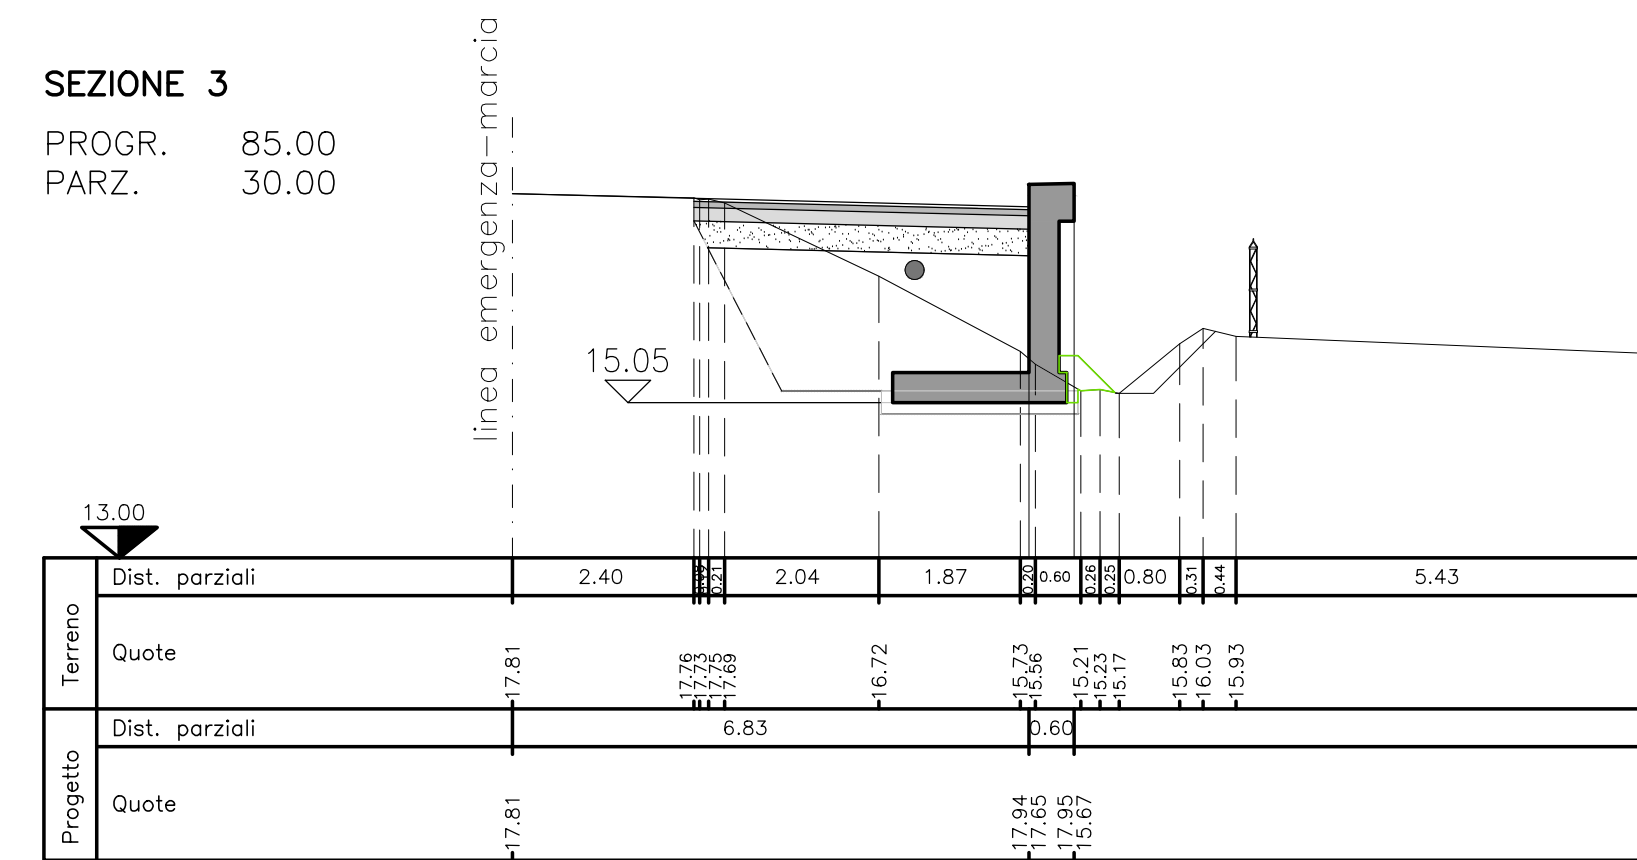 linea emergenza-marcia
SEZIONE 3
PROGR. 85.00
PARZ. 30.00
15.05
13.00
Terreno
Dist. parziali 2.40 0.21 2.04 1.87 0.20 0.60 0.26 0.25 0.80 0.31 0.44 5.43
Quote 17.81 17.76 17.73 17.75 17.69 16.72 15.73 15.56 15.21 15.23 15.17 15.83 16.03 15.93
Progetto
Dist. parziali 6.83 0.60
Quote 17.81 17.94 17.65 17.95 15.67